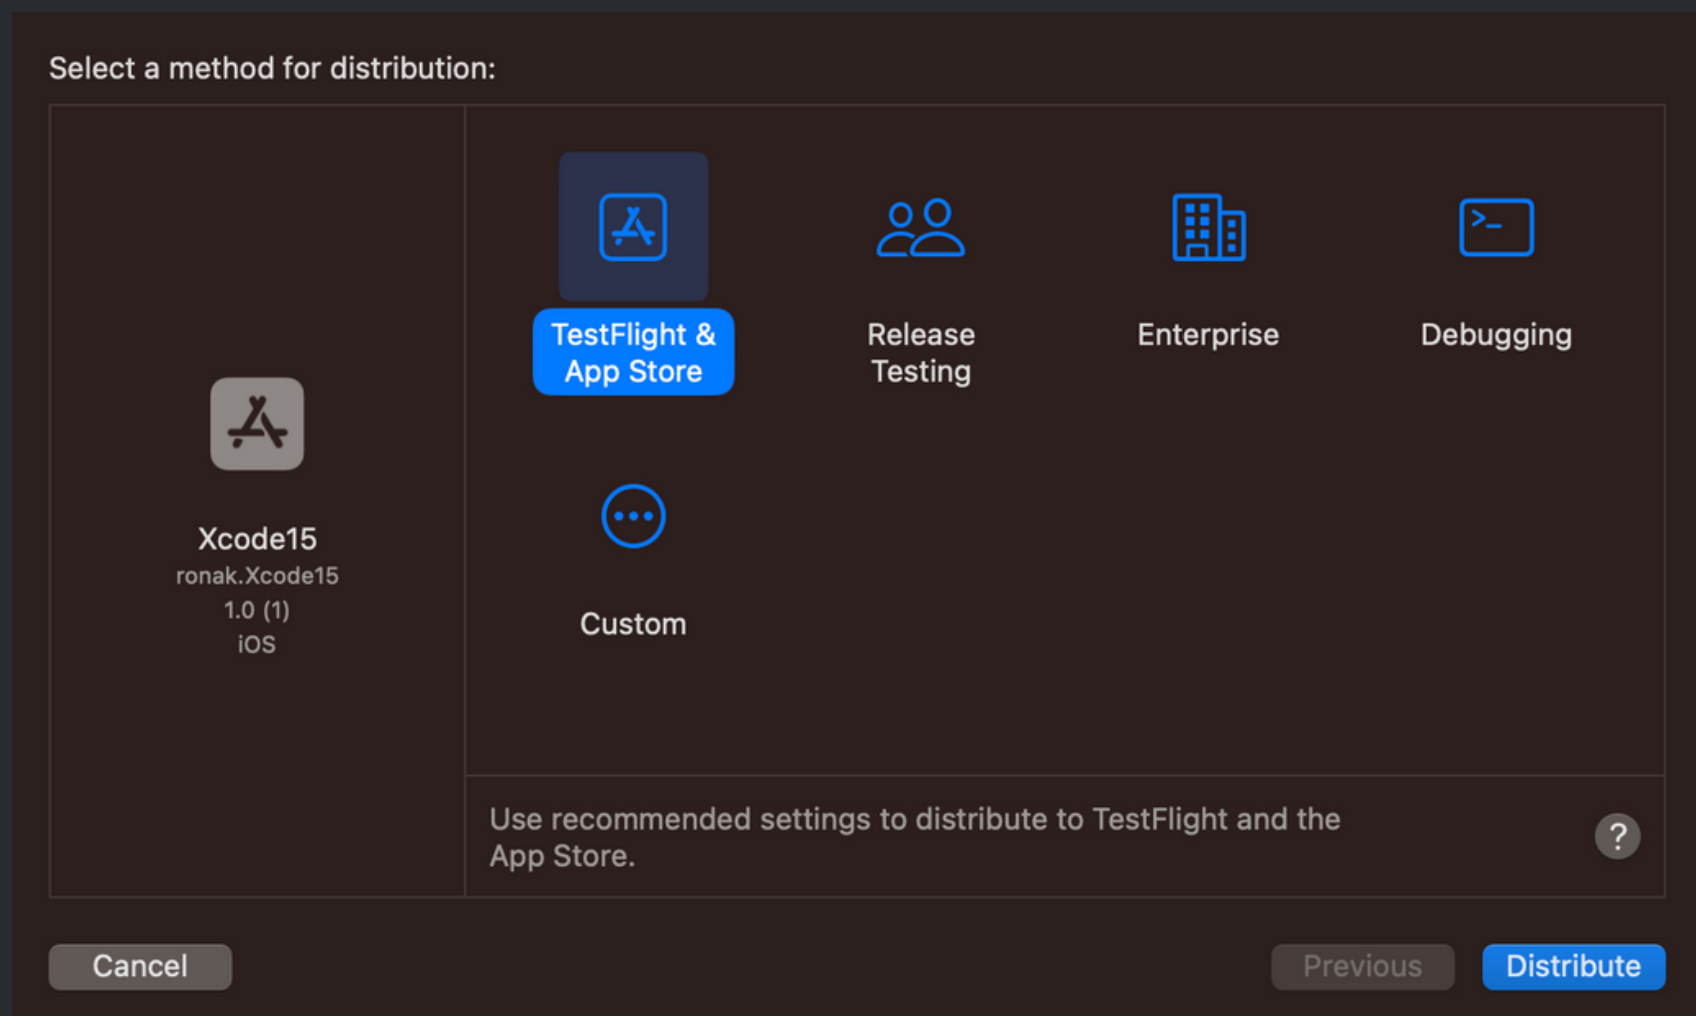 Select a method for distribution:
TestFlight &
App Store
Release
Testing
Enterprise
Debugging
Custom
Xcode15
ronak.Xcode15
1.0 (1)
iOS
Use recommended settings to distribute to TestFlight and the
App Store.
?
Cancel
Previous
Distribute